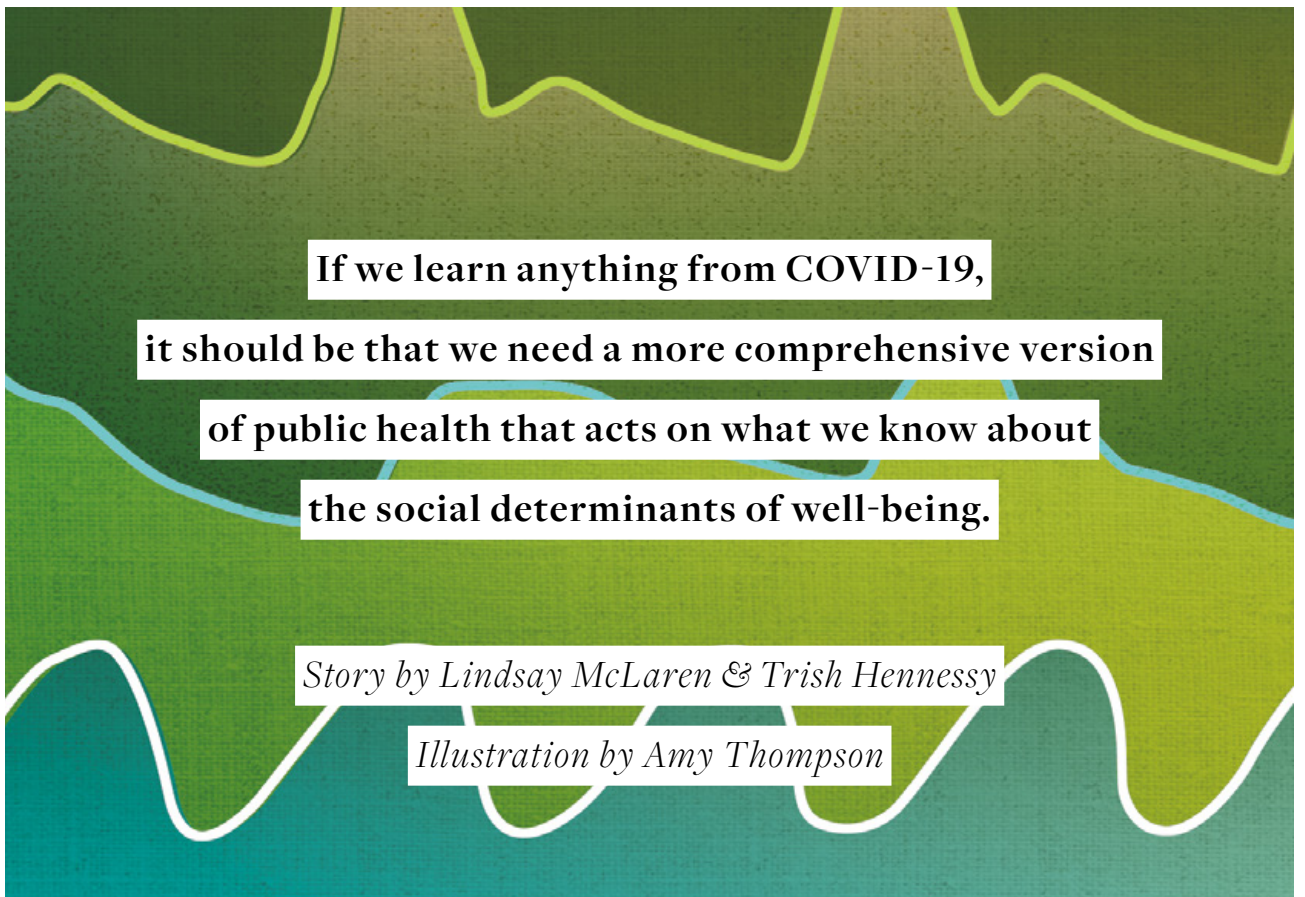 If we learn anything from COVID-19,
it should be that we need a more comprehensive version
of public health that acts on what we know about
the social determinants of well-being.
Story by Lindsay McLaren & Trish Hennessy
Illustration by Amy Thompson